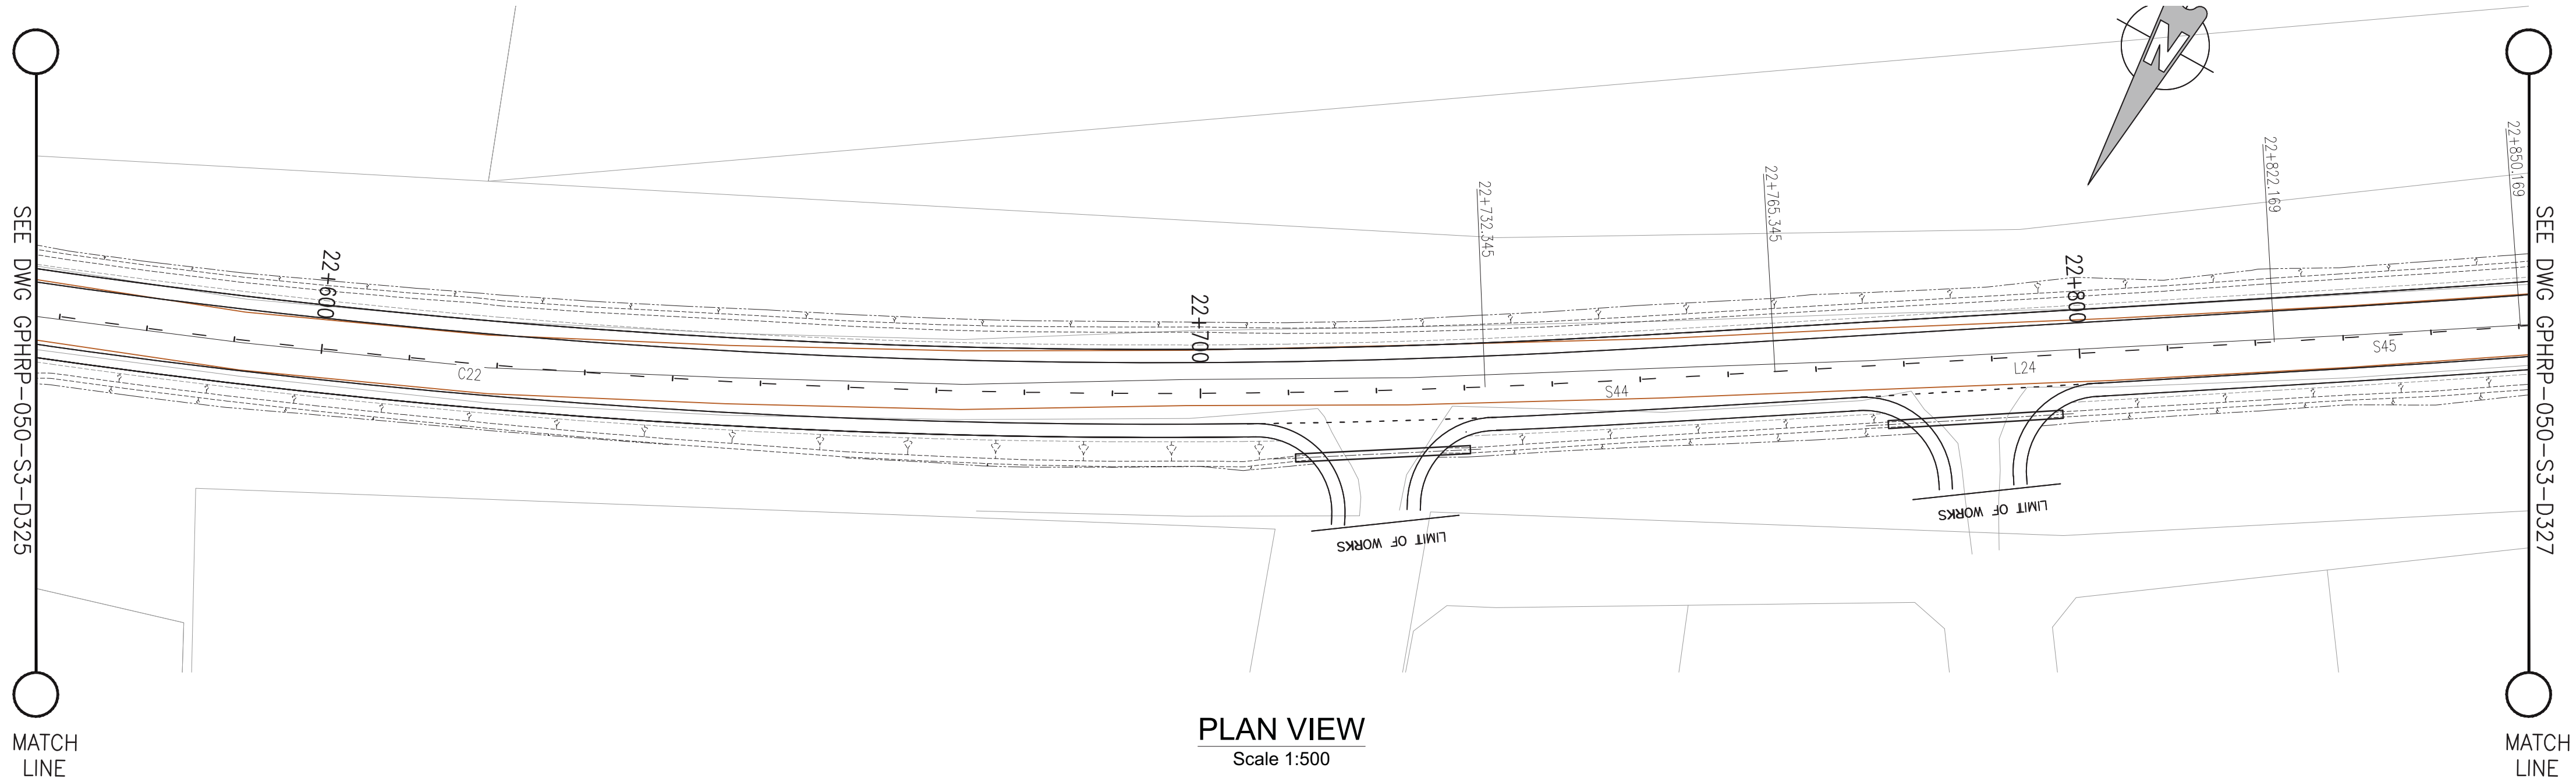 N
22+850.169
22+822.169
22+765.345
22+732.345
SEE DWG GPHRP-050-S3-D325
SEE DWG GPHRP-050-S3-D327
22+600
22+700
22+800
C22
S44
L24
S45
LIMIT OF WORKS
LIMIT OF WORKS
PLAN VIEW
Scale 1:500
MATCH
LINE
MATCH
LINE